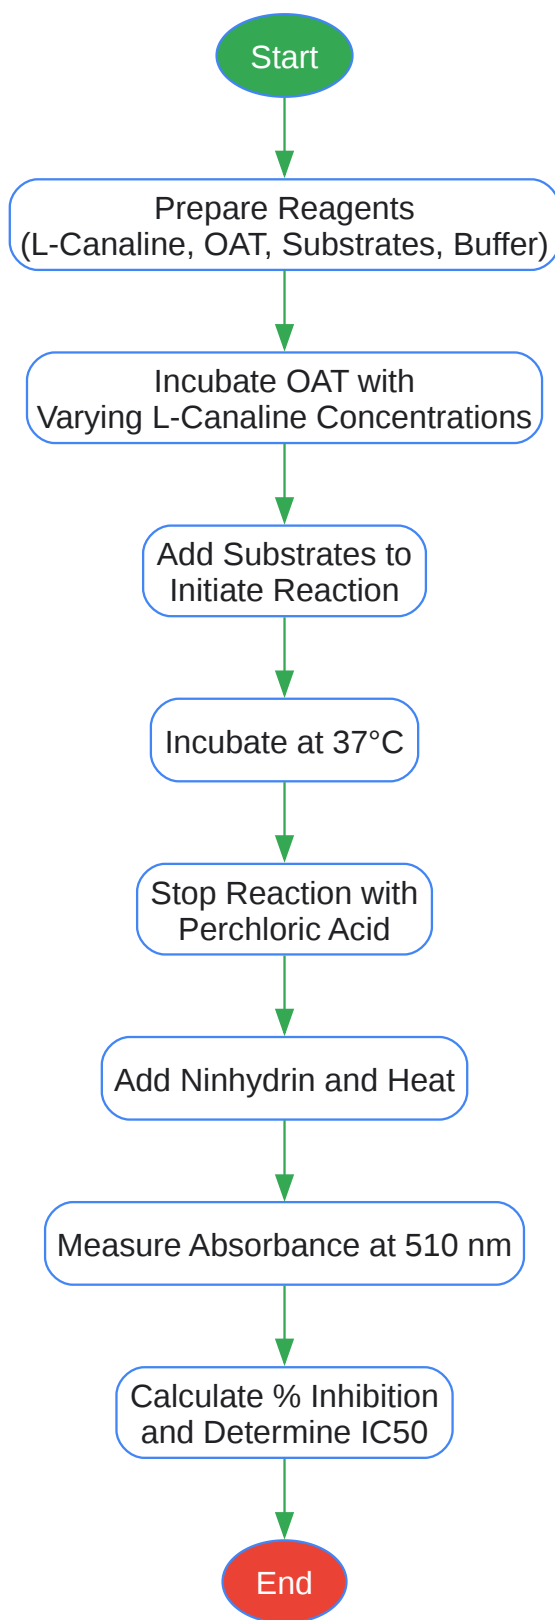 Start
Prepare Reagents
(L-Canaline, OAT, Substrates, Buffer)
Incubate OAT with
Varying L-Canaline Concentrations
Add Substrates to
Initiate Reaction
Incubate at 37°C
Stop Reaction with
Perchloric Acid
Add Ninhydrin and Heat
Measure Absorbance at 510 nm
Calculate % Inhibition
and Determine IC50
End